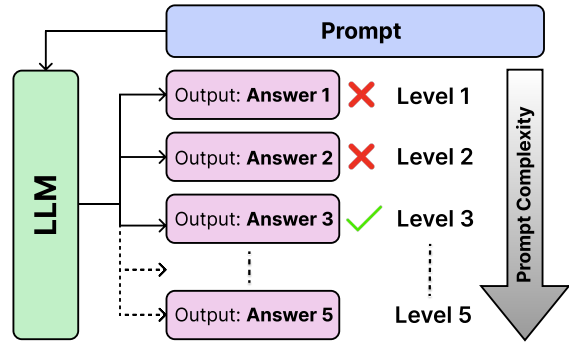 Prompt
LLM
Output: Answer 1
Level 1
Output: Answer 2
Level 2
Output: Answer 3
Level 3
Output: Answer 5
Level 5
Prompt Complexity